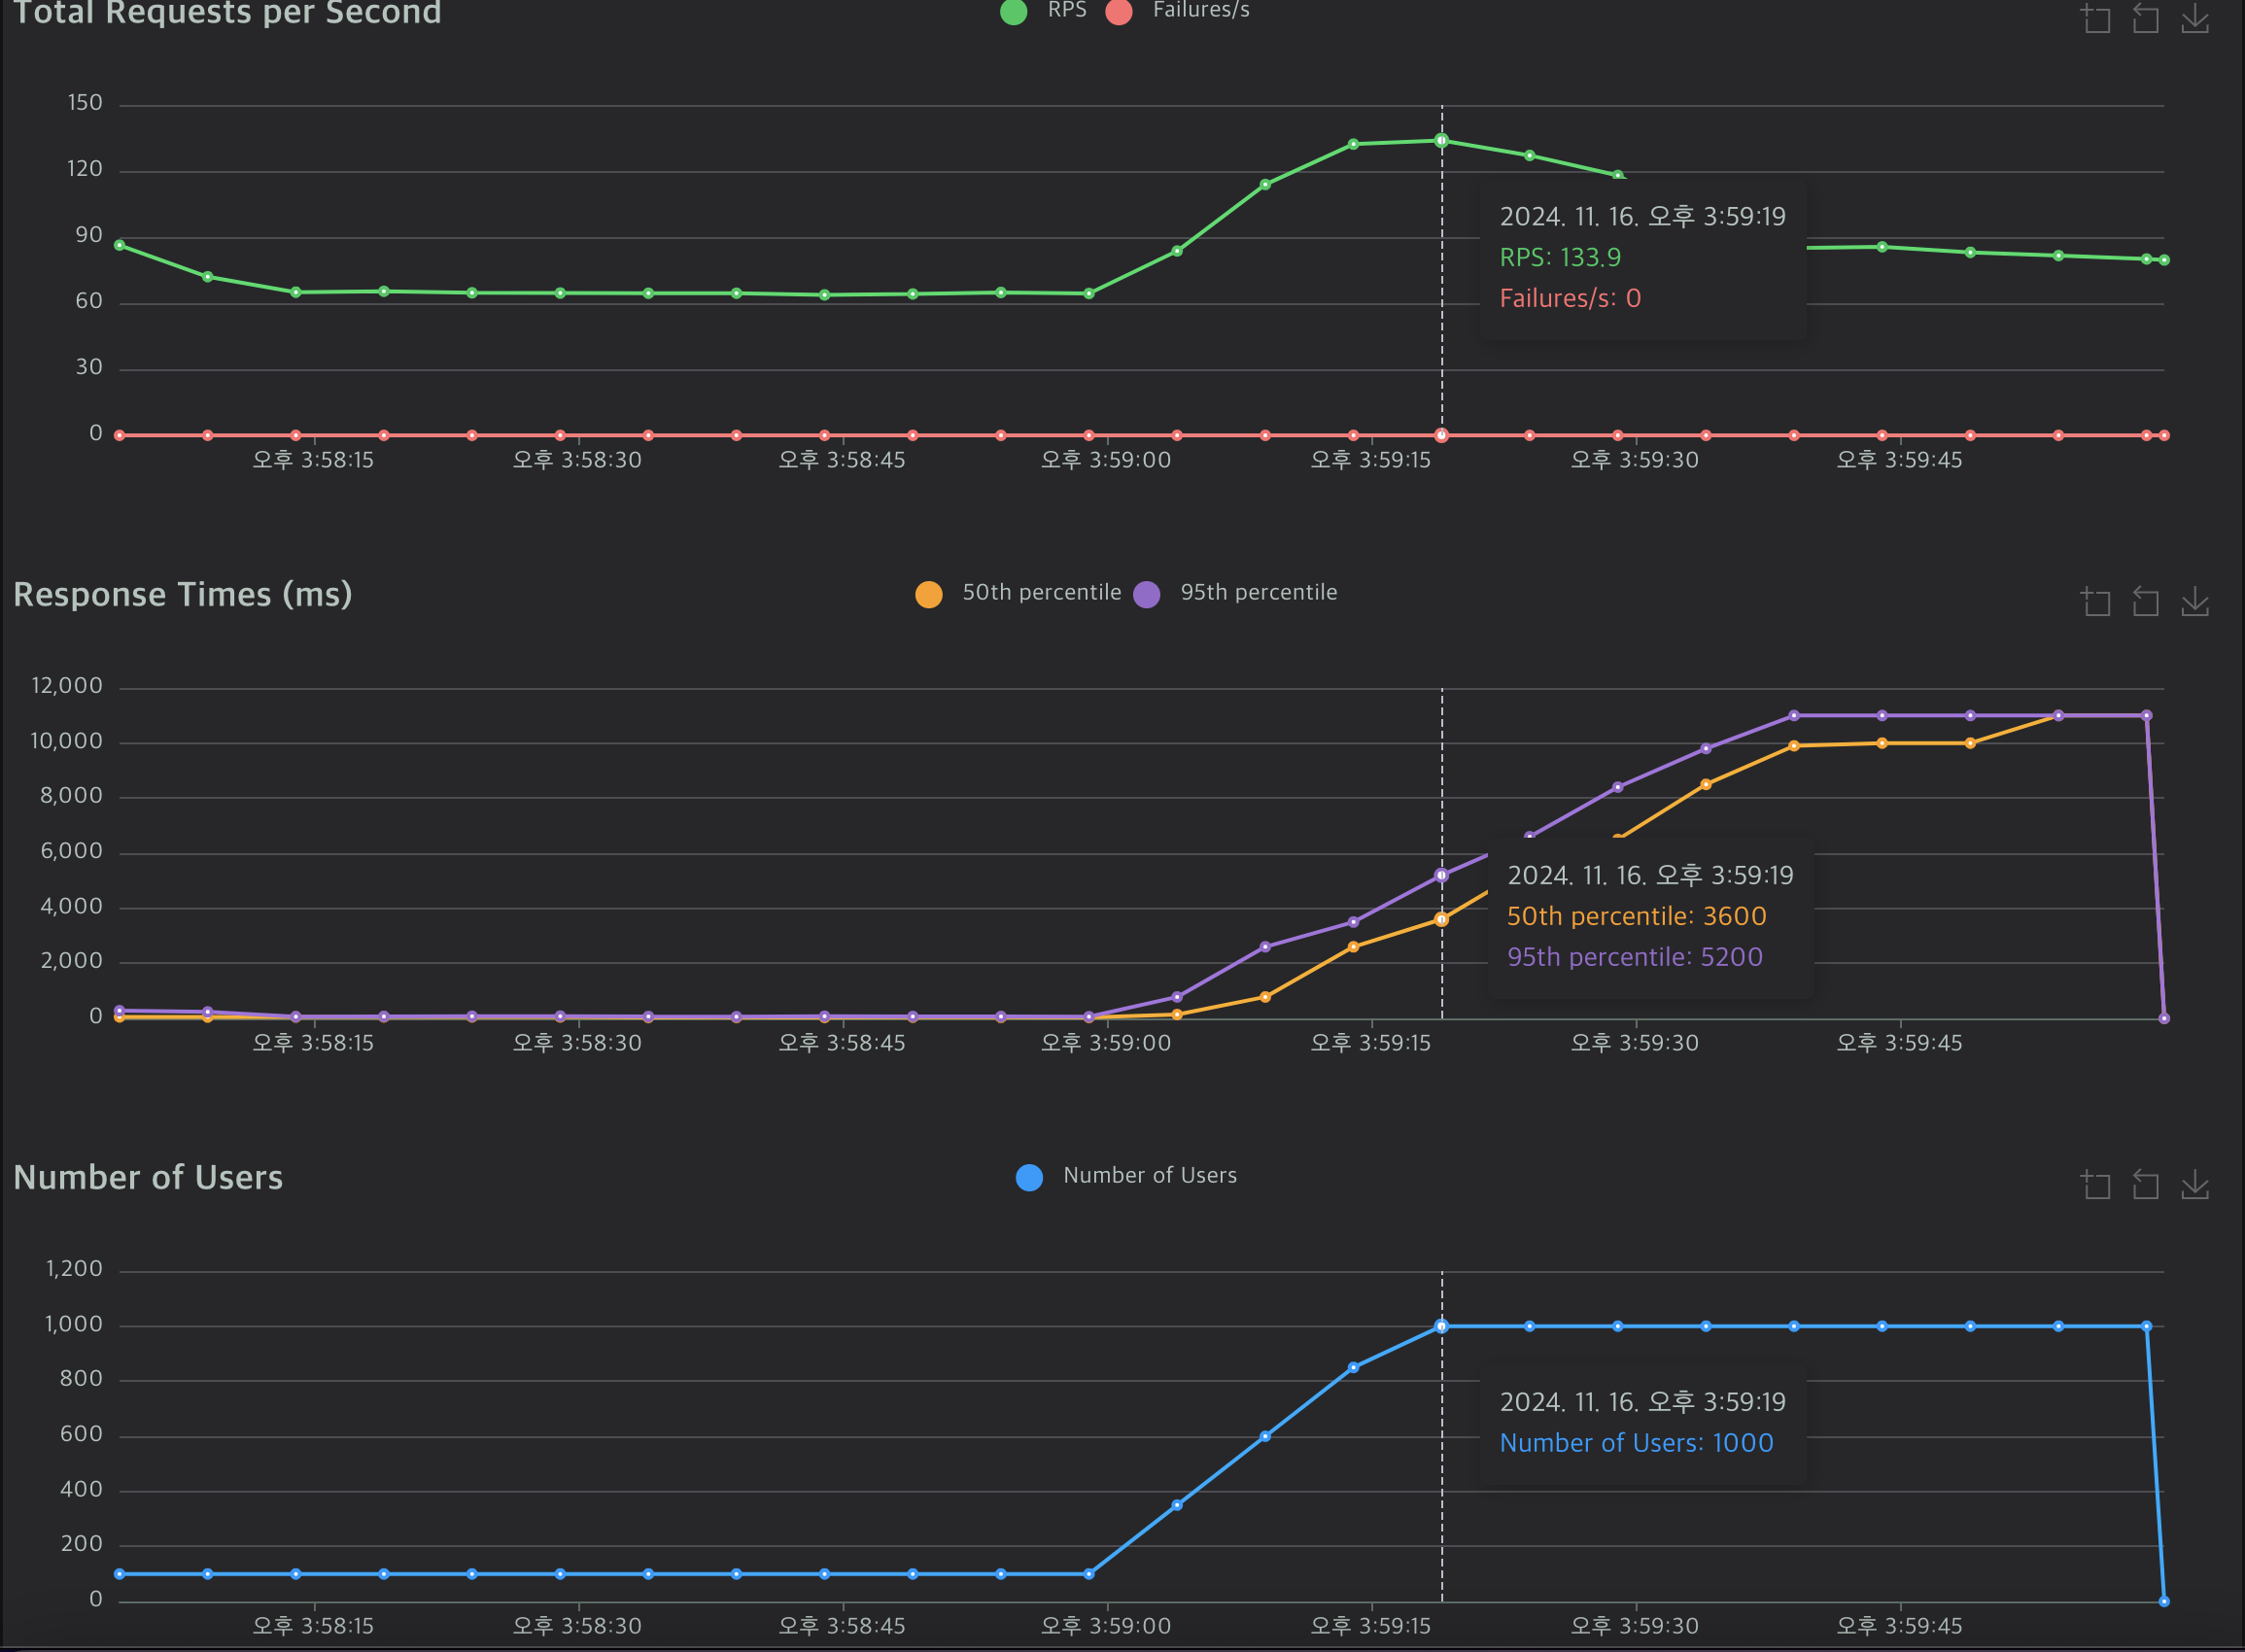 Total Requests per Second
RPS Failures/s
150
120
90
60
30
0
2024. 11. 16. 오후 3:59:19
RPS: 133.9
Failures/s: 0
오후 3:58:15 오후 3:58:30 오후 3:58:45 오후 3:59:00 오후 3:59:15 오후 3:59:30 오후 3:59:45
Response Times (ms)
50th percentile 95th percentile
12,000
10,000
8,000
6,000
4,000
2,000
0
2024. 11. 16. 오후 3:59:19
50th percentile: 3600
95th percentile: 5200
오후 3:58:15 오후 3:58:30 오후 3:58:45 오후 3:59:00 오후 3:59:15 오후 3:59:30 오후 3:59:45
Number of Users
Number of Users
1,200
1,000
800
600
400
200
0
2024. 11. 16. 오후 3:59:19
Number of Users: 1000
오후 3:58:15 오후 3:58:30 오후 3:58:45 오후 3:59:00 오후 3:59:15 오후 3:59:30 오후 3:59:45